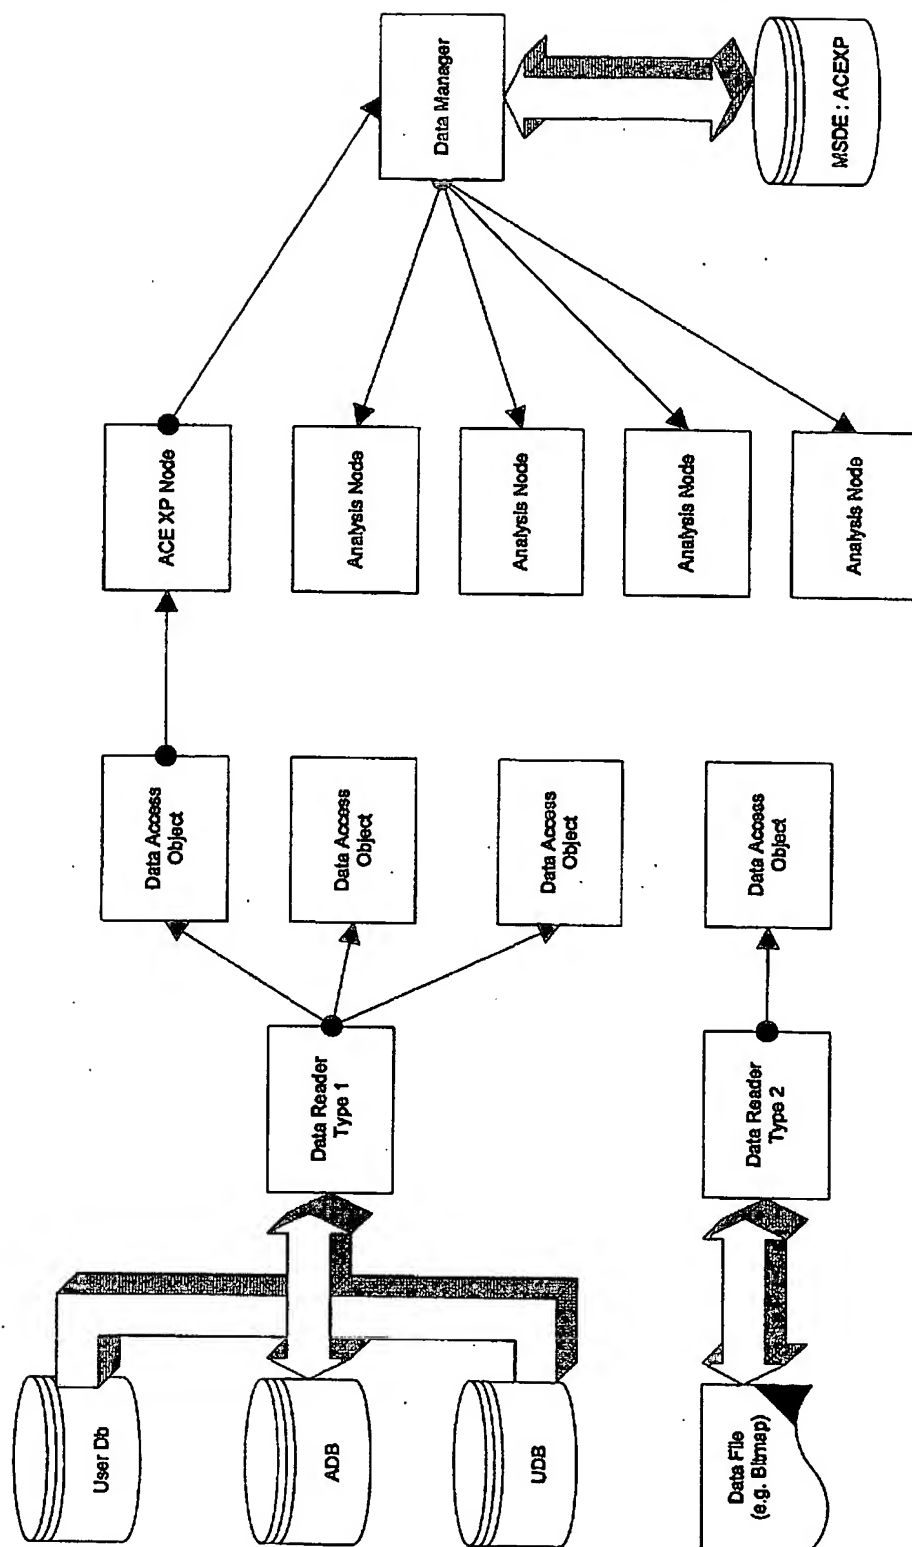 User Db
ADB
UDB
Data File
(e.g. Bitmap)
Data Reader
Type 1
Data Reader
Type 2
Data Access
Object
Data Access
Object
Data Access
Object
Data Access
Object
ACE XP Node
Analysis Node
Analysis Node
Analysis Node
Analysis Node
Data Manager
MSDE : ACEXP